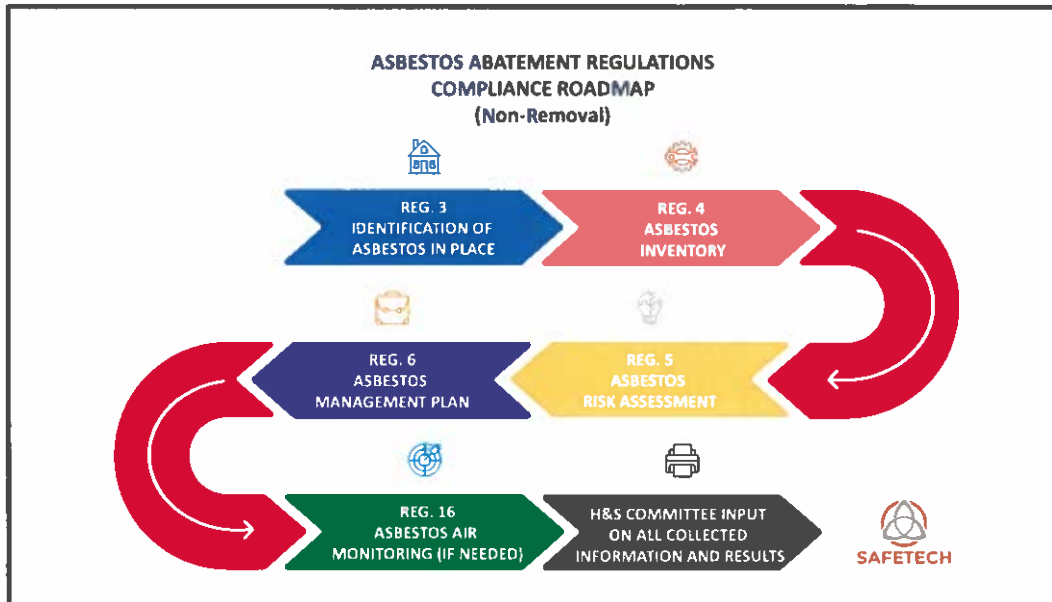 ASBESTOS ABATEMENT REGULATIONS
COMPLIANCE ROADMAP
(Non-Removal)
REG. 3
IDENTIFICATION OF
ASBESTOS IN PLACE
REG. 4
ASBESTOS
INVENTORY
REG. 5
ASBESTOS
RISK ASSESSMENT
REG. 6
ASBESTOS
MANAGEMENT PLAN
REG. 16
ASBESTOS AIR
MONITORING (IF NEEDED)
H&S COMMITTEE INPUT
ON ALL COLLECTED
INFORMATION AND RESULTS
SAFETECH